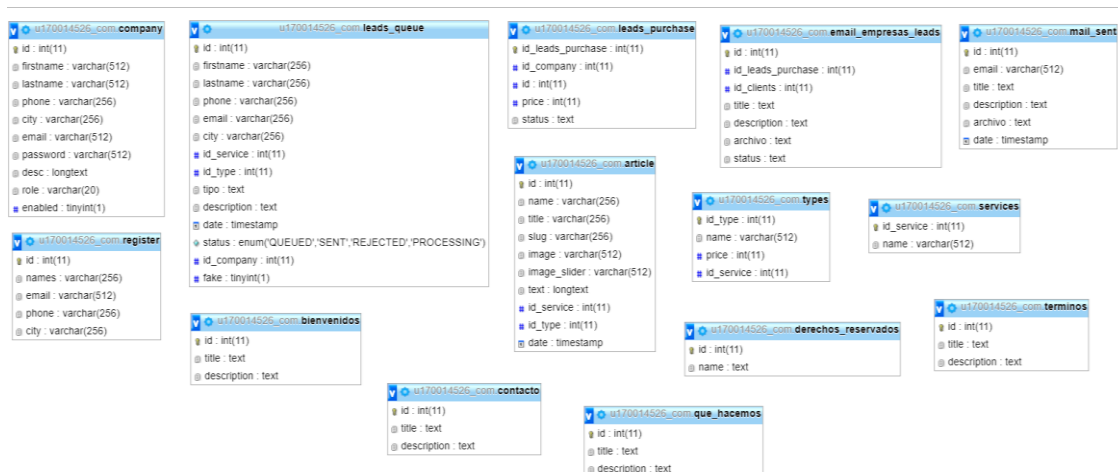 u170014526_com.company
id : int(11)
firstname : varchar(512)
lastname : varchar(512)
phone : varchar(256)
city : varchar(256)
email : varchar(512)
password : varchar(512)
desc : longtext
role : varchar(20)
enabled : tinyint(1)
u170014526_com.leads_queue
id : int(11)
firstname : varchar(256)
lastname : varchar(256)
phone : varchar(256)
email : varchar(256)
city : varchar(256)
id_service : int(11)
id_type : int(11)
tipo : text
description : text
date : timestamp
status : enum('QUEUED','SENT','REJECTED','PROCESSING')
id_company : int(11)
fake : tinyint(1)
u170014526_com.leads_purchase
id_leads_purchase : int(11)
id_company : int(11)
id : int(11)
price : int(11)
status : text
u170014526_com.email_empresas_leads
id : int(11)
id_leads_purchase : int(11)
id_clients : int(11)
title : text
description : text
archivo : text
status : text
u170014526_com.mail_sent
id : int(11)
email : varchar(512)
title : text
description : text
archivo : text
date : timestamp
u170014526_com.article
id : int(11)
name : varchar(256)
title : varchar(256)
slug : varchar(256)
image : varchar(512)
image_slider : varchar(512)
text : longtext
id_service : int(11)
id_type : int(11)
date : timestamp
u170014526_com.types
id_type : int(11)
name : varchar(512)
price : int(11)
id_service : int(11)
u170014526_com.services
id_service : int(11)
name : varchar(512)
u170014526_com.register
id : int(11)
names : varchar(256)
email : varchar(512)
phone : varchar(256)
city : varchar(256)
u170014526_com.bienvenidos
id : int(11)
title : text
description : text
u170014526_com.derechos_reservados
id : int(11)
name : text
u170014526_com.terminos
id : int(11)
title : text
description : text
u170014526_com.contacto
id : int(11)
title : text
description : text
u170014526_com.que_hacemos
id : int(11)
title : text
description : text